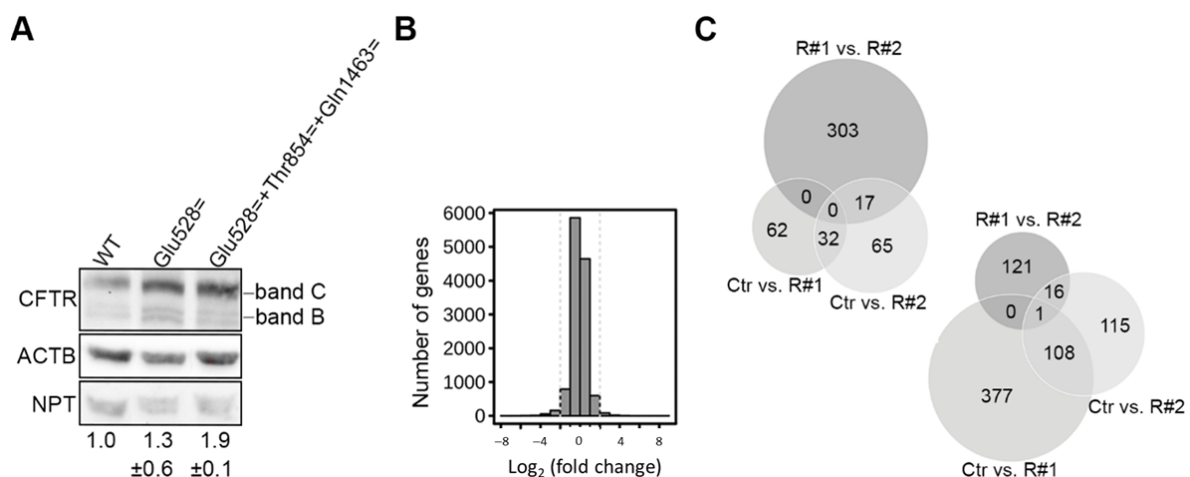 A
WT
Glu528=
Glu528=+Thr854=+Gln1463=
CFTR
band C
band B
ACTB
NPT
1.0 1.3 1.9
±0.6 ±0.1
B
Number of genes
6000
5000
4000
3000
2000
1000
0
−8 −4 0 4 8
Log2 (fold change)
C
R#1 vs. R#2
303
0 0 17
62 32 65
Ctr vs. R#1
Ctr vs. R#2
R#1 vs. R#2
121
16
0 1
115
108
377
Ctr vs. R#2
Ctr vs. R#1